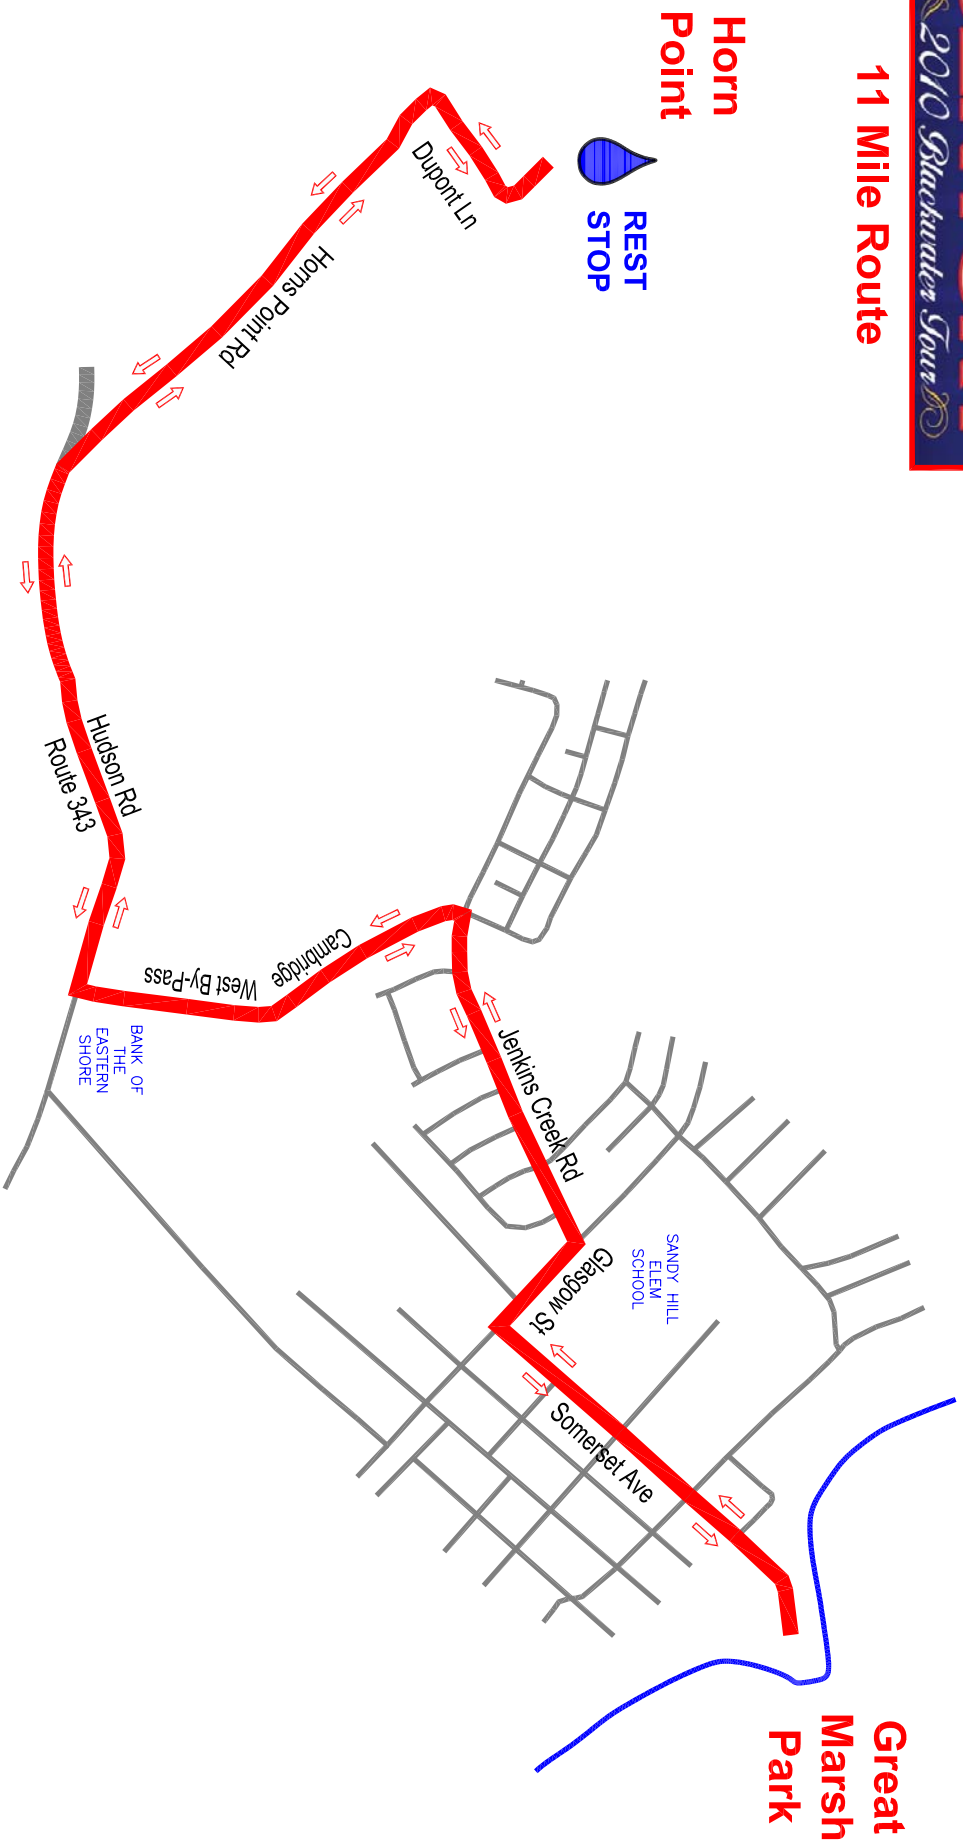 2010 Blackwater Tour
11 Mile Route
Horn
Point
REST
STOP
Dupont Ln
Horns Point Rd
Hudson Rd
Route 343
Cambridge
West By-Pass
BANK OF
THE
EASTERN
SHORE
Jenkins Creek Rd
Glasgow St
SANDY HILL
ELEM
SCHOOL
Somerset Ave
Great
Marsh
Park